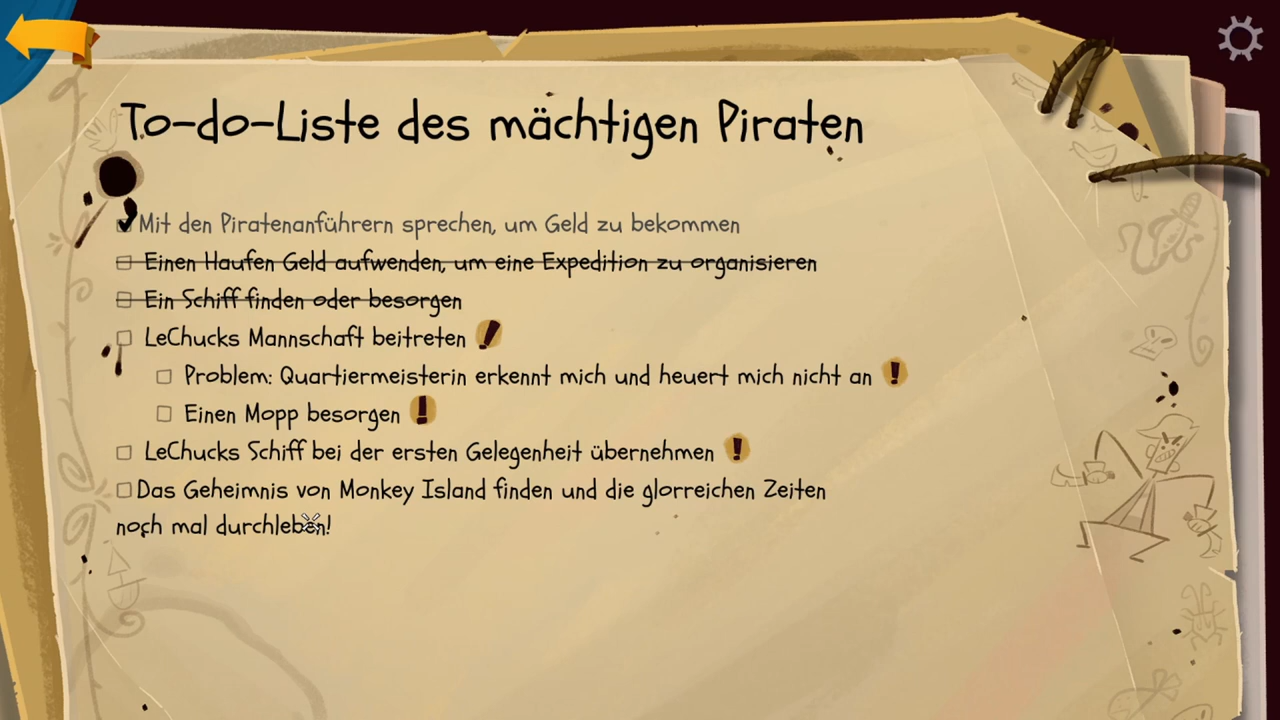 To-do-Liste des mächtigen Piraten
Mit den Piratenanführern sprechen, um Geld zu bekommen
Einen Haufen Geld aufwenden, um eine Expedition zu organisieren
Ein Schiff finden oder besorgen
LeChucks Mannschaft beitreten !
Problem: Quartiermeisterin erkennt mich und heuert mich nicht an !
Einen Mopp besorgen !
LeChucks Schiff bei der ersten Gelegenheit übernehmen !
Das Geheimnis von Monkey Island finden und die glorreichen Zeiten
noch mal durchleben!